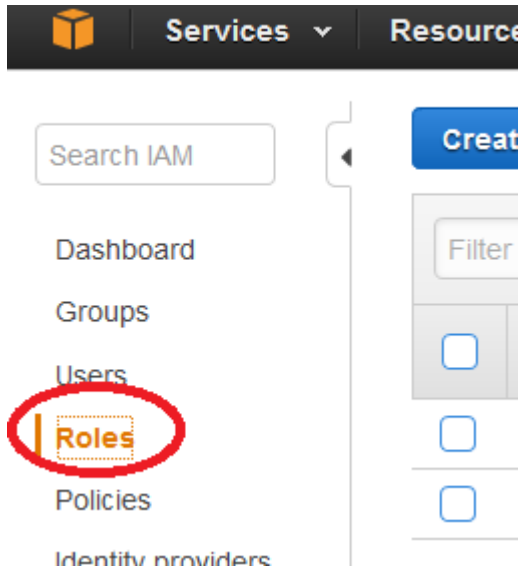 Services Resource
Search IAM
Creat
Dashboard
Filter
Groups
Users
Roles
Policies
Identity providers